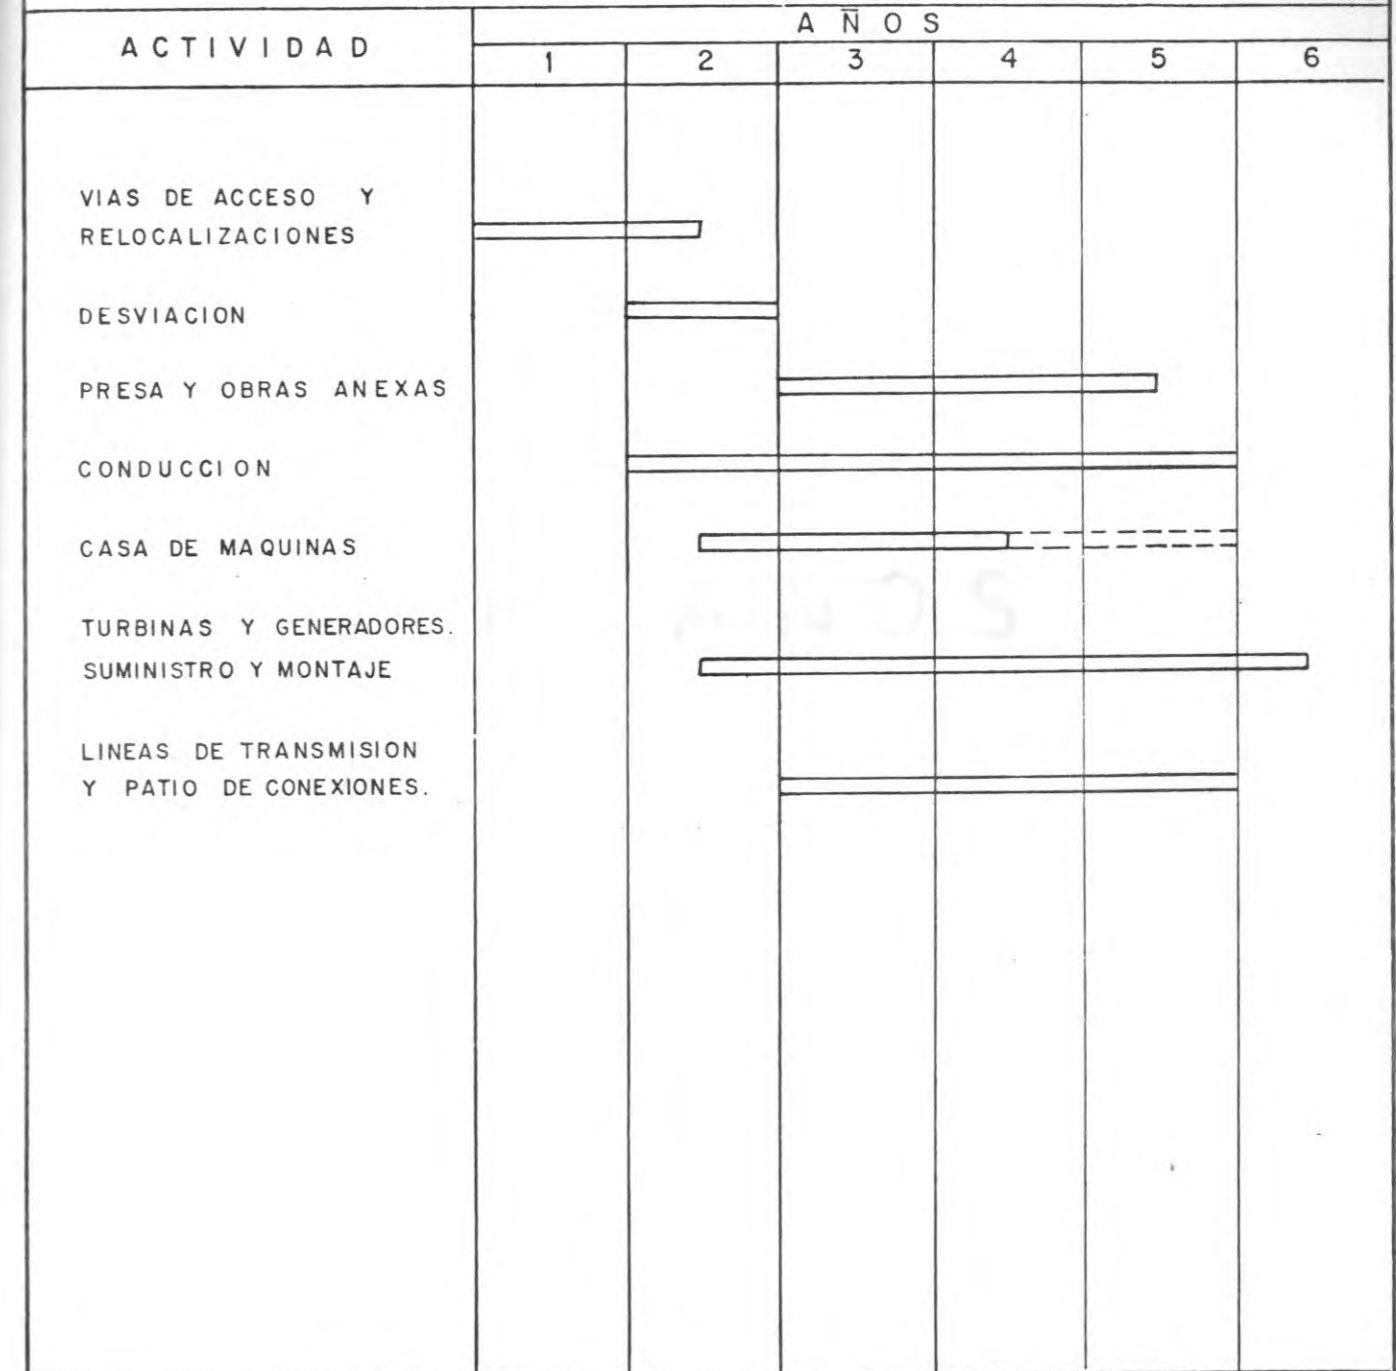 AÑOS
ACTIVIDAD
1 2 3 4 5 6
VIAS DE ACCESO Y
RELOCALIZACIONES
DESVIACION
PRESA Y OBRAS ANEXAS
CONDUCCION
CASA DE MAQUINAS
TURBINAS Y GENERADORES.
SUMINISTRO Y MONTAJE
LINEAS DE TRANSMISION
Y PATIO DE CONEXIONES.